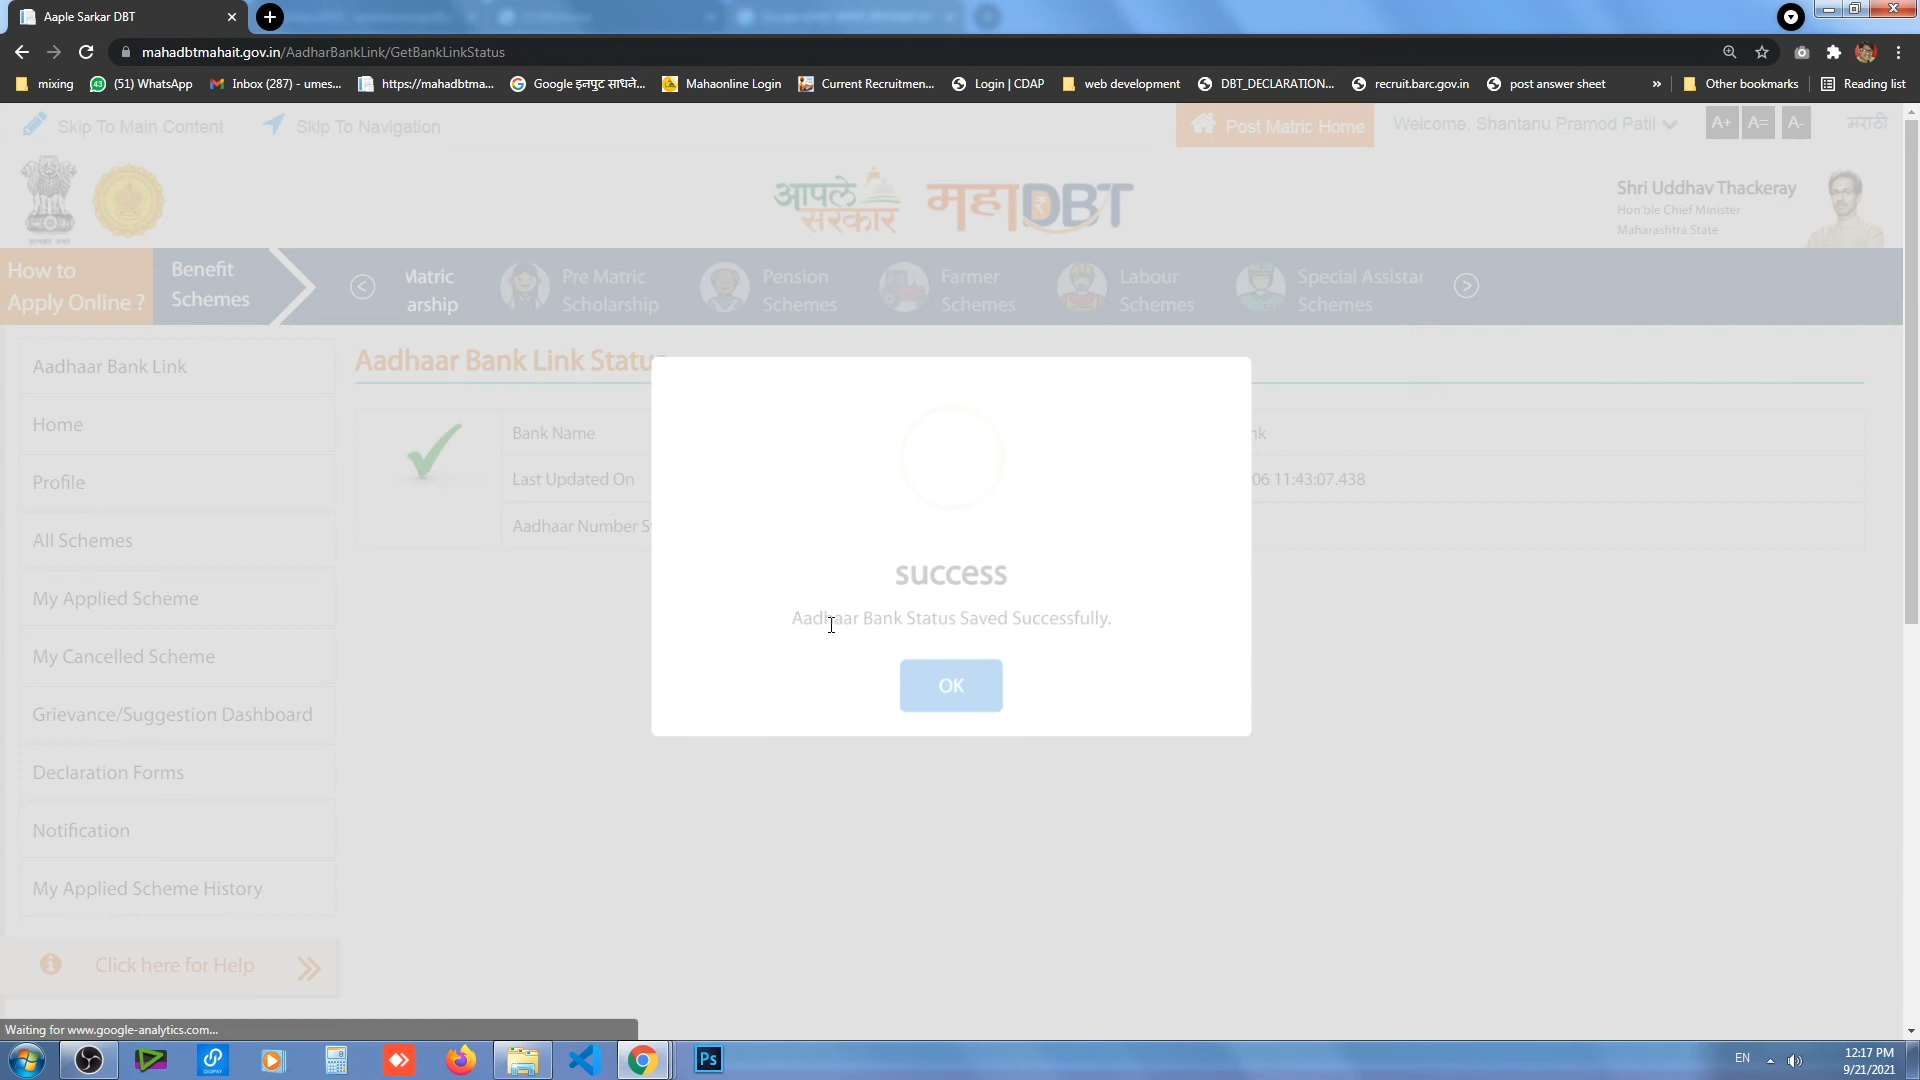 Aaple Sarkar DBT
mahadbtmahait.gov.in/AadharBankLink/GetBankLinkStatus
mixing
(51) WhatsApp
Inbox (287) - umes...
https://mahadbtma...
Google इनपुट साधने...
Mahaonline Login
Current Recruitmen...
Login | CDAP
web development
DBT_DECLARATION...
recruit.barc.gov.in
post answer sheet
»
Other bookmarks
Reading list
Skip To Main Content
Skip To Navigation
Post Matric Home
Welcome, Shantanu Pramod Patil
A+
A=
A-
मराठी
आपले सरकार
महाDBT
Shri Uddhav Thackeray
Hon'ble Chief Minister
Maharashtra State
How to
Apply Online ?
Benefit
Schemes
Matric
arship
Pre Matric
Scholarship
Pension
Schemes
Farmer
Schemes
Labour
Schemes
Special Assistar
Schemes
Aadhaar Bank Link
Home
Profile
All Schemes
My Applied Scheme
My Cancelled Scheme
Grievance/Suggestion Dashboard
Declaration Forms
Notification
My Applied Scheme History
Click here for Help
Aadhaar Bank Link Statu
Bank Name
nk
Last Updated On
06 11:43:07.438
Aadhaar Number S
success
Aadhaar Bank Status Saved Successfully.
OK
Waiting for www.google-analytics.com...
DIGIPAY
Ps
EN
12:17 PM
9/21/2021